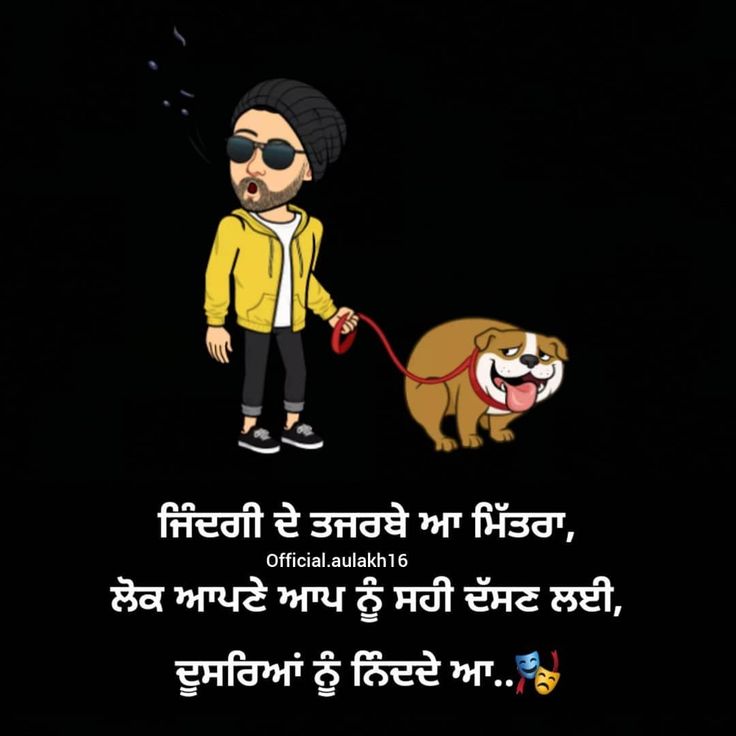 ਜਿੰਦਗੀ ਦੇ ਤਜਰਬੇ ਆ ਮਿੱਤਰਾ,
Official.aulakh16
ਲੋਕ ਆਪਣੇ ਆਪ ਨੂੰ ਸਹੀ ਦੱਸਣ ਲਈ,
ਦੂਸਰਿਆਂ ਨੂੰ ਨਿੰਦਦੇ ਆ..🎭